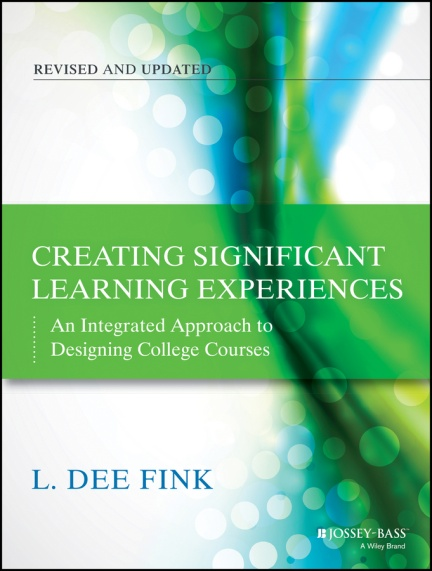 REVISED AND UPDATED
CREATING SIGNIFICANT
LEARNING EXPERIENCES
An Integrated Approach to
Designing College Courses
L. DEE FINK
JOSSEY-BASS™
A Wiley Brand